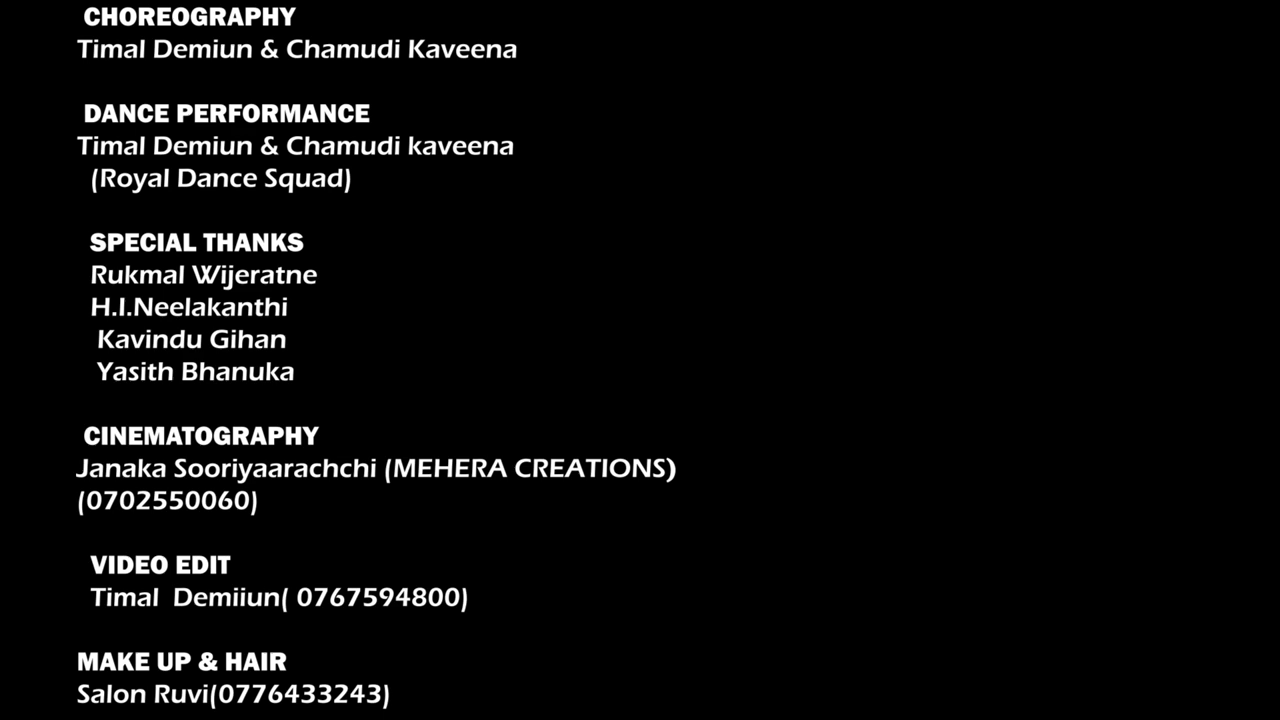 CHOREOGRAPHY
Timal Demiun & Chamudi Kaveena
DANCE PERFORMANCE
Timal Demiun & Chamudi kaveena
(Royal Dance Squad)
SPECIAL THANKS
Rukmal Wijeratne
H.I.Neelakanthi
Kavindu Gihan
Yasith Bhanuka
CINEMATOGRAPHY
Janaka Sooriyaarachchi (MEHERA CREATIONS)
(0702550060)
VIDEO EDIT
Timal  Demiiun( 0767594800)
MAKE UP & HAIR
Salon Ruvi(0776433243)